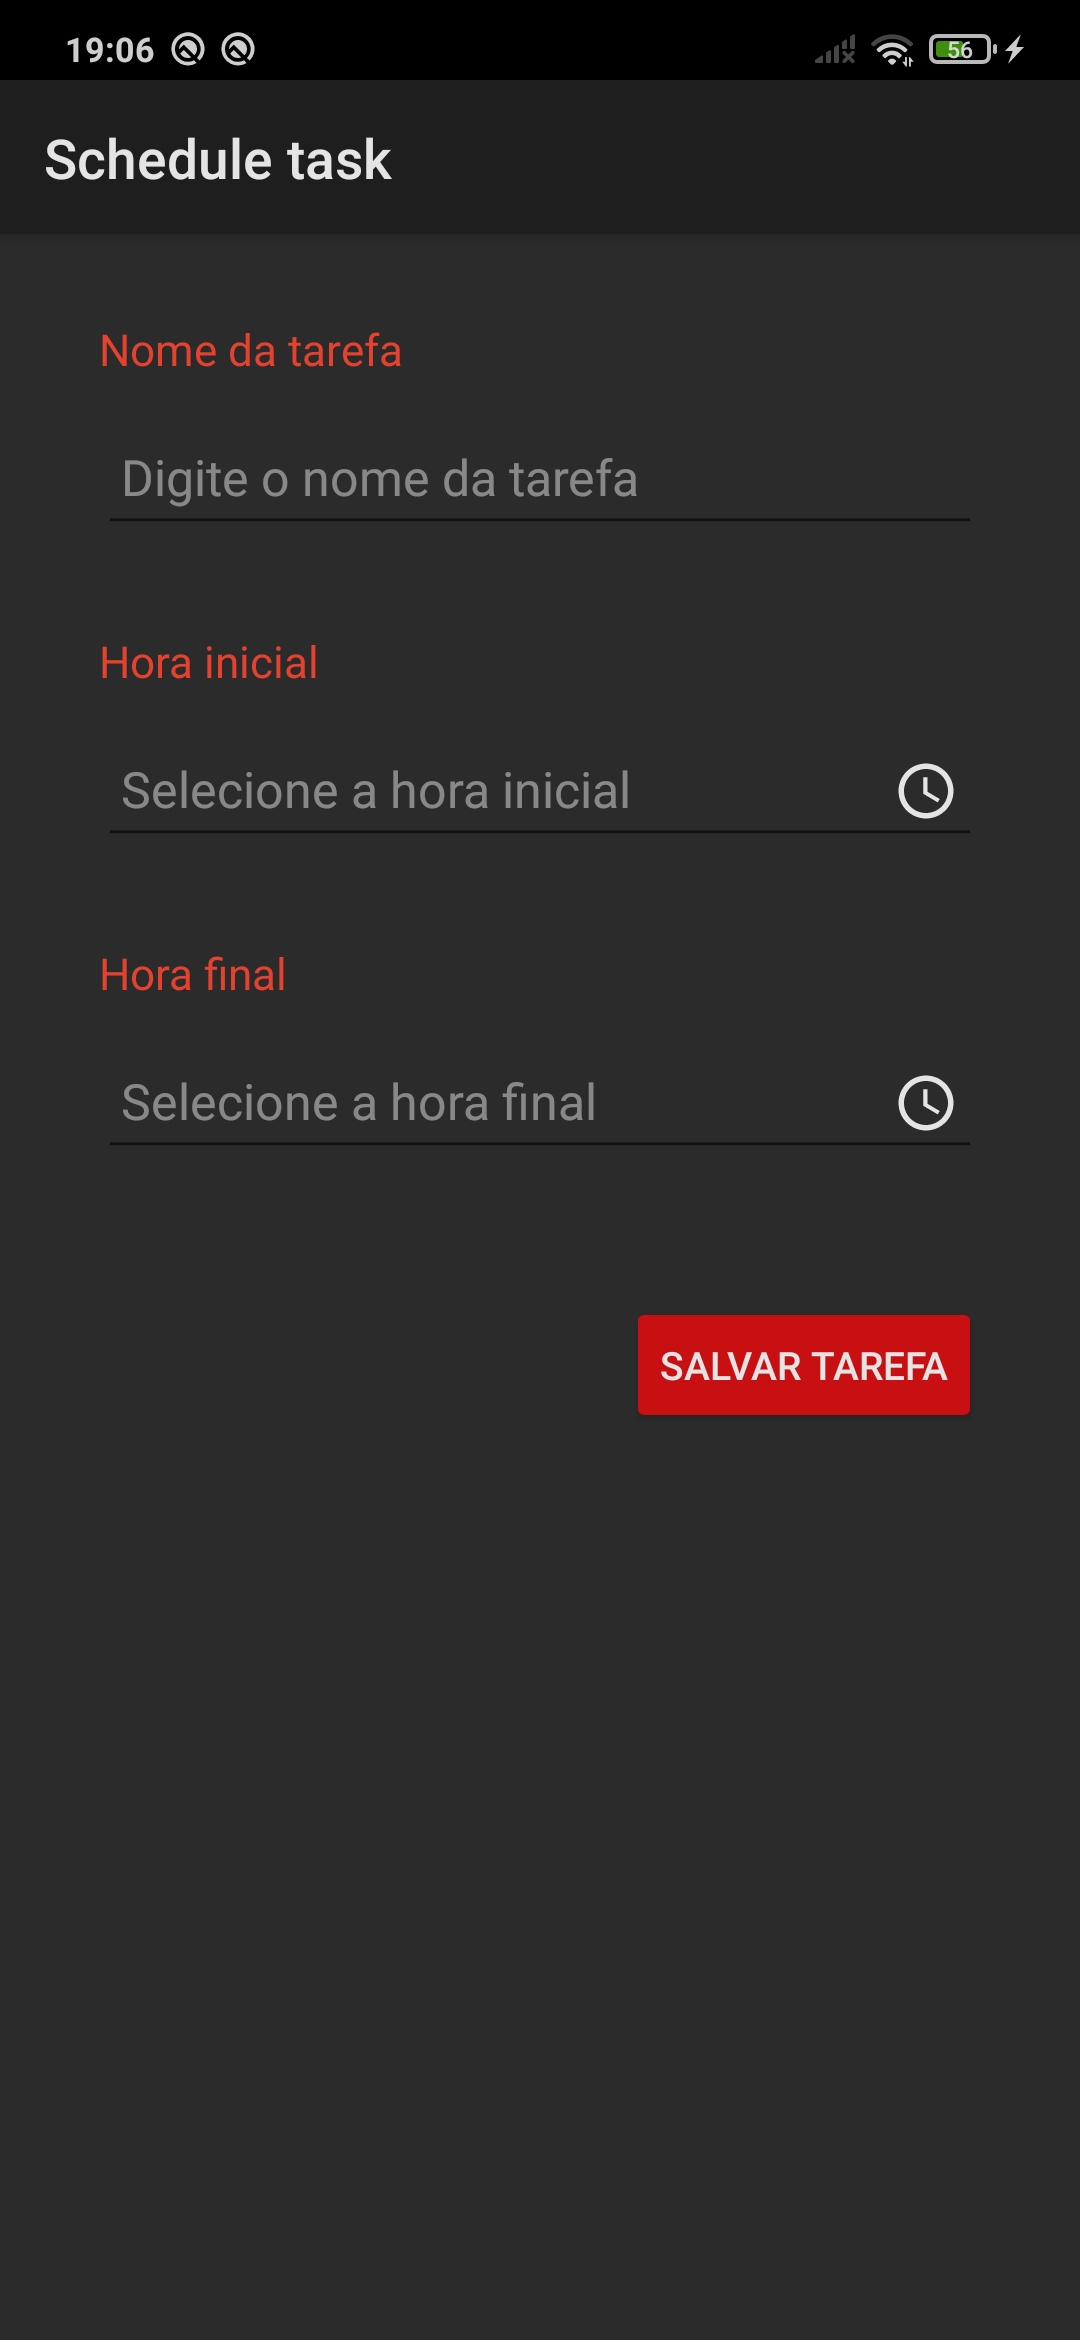 19:06
56
Schedule task
Nome da tarefa
Digite o nome da tarefa
Hora inicial
Selecione a hora inicial
Hora final
Selecione a hora final
SALVAR TAREFA